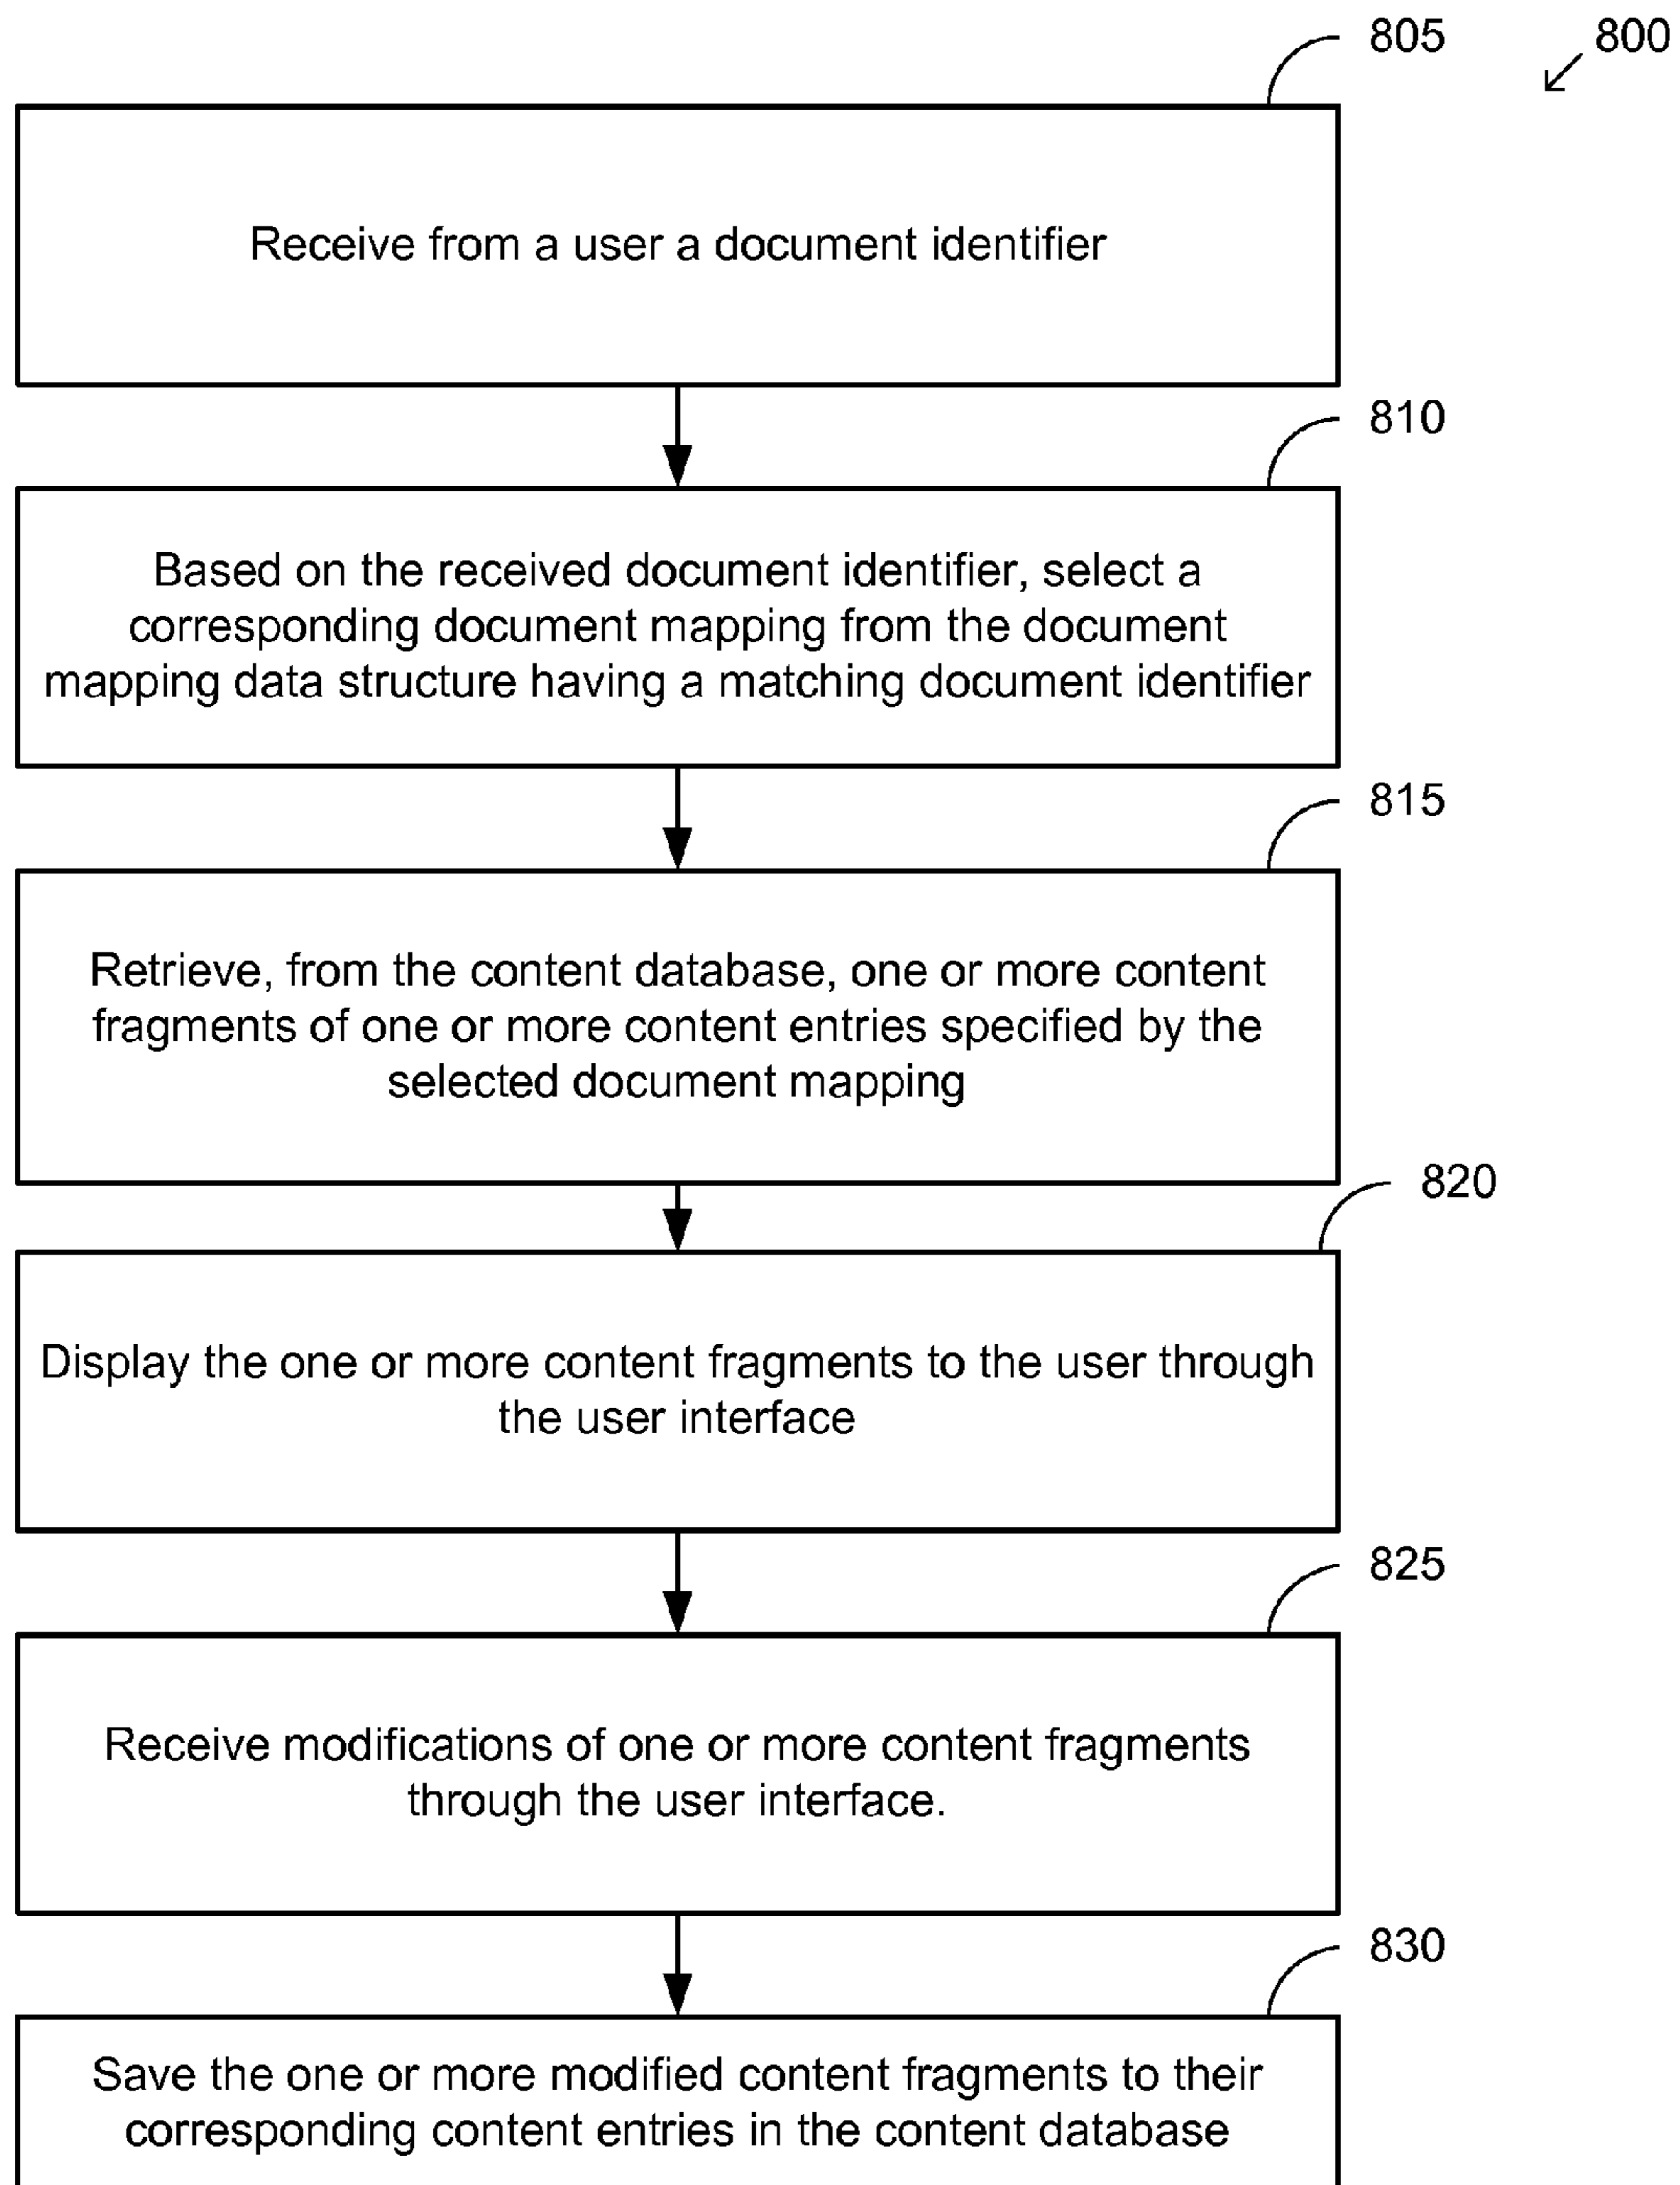 805
800
Receive from a user a document identifier
810
Based on the received document identifier, select a
corresponding document mapping from the document
mapping data structure having a matching document identifier
815
Retrieve, from the content database, one or more content
fragments of one or more content entries specified by the
selected document mapping
820
Display the one or more content fragments to the user through
the user interface
825
Receive modifications of one or more content fragments
through the user interface.
830
Save the one or more modified content fragments to their
corresponding content entries in the content database